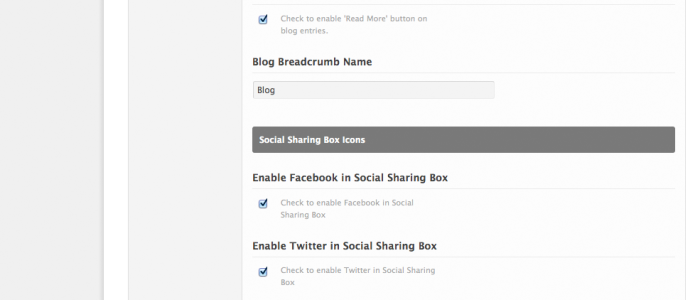 Check to enable 'Read More' button on
blog entries.
Blog Breadcrumb Name
Blog
Social Sharing Box Icons
Enable Facebook in Social Sharing Box
Check to enable Facebook in Social
Sharing Box
Enable Twitter in Social Sharing Box
Check to enable Twitter in Social Sharing
Box